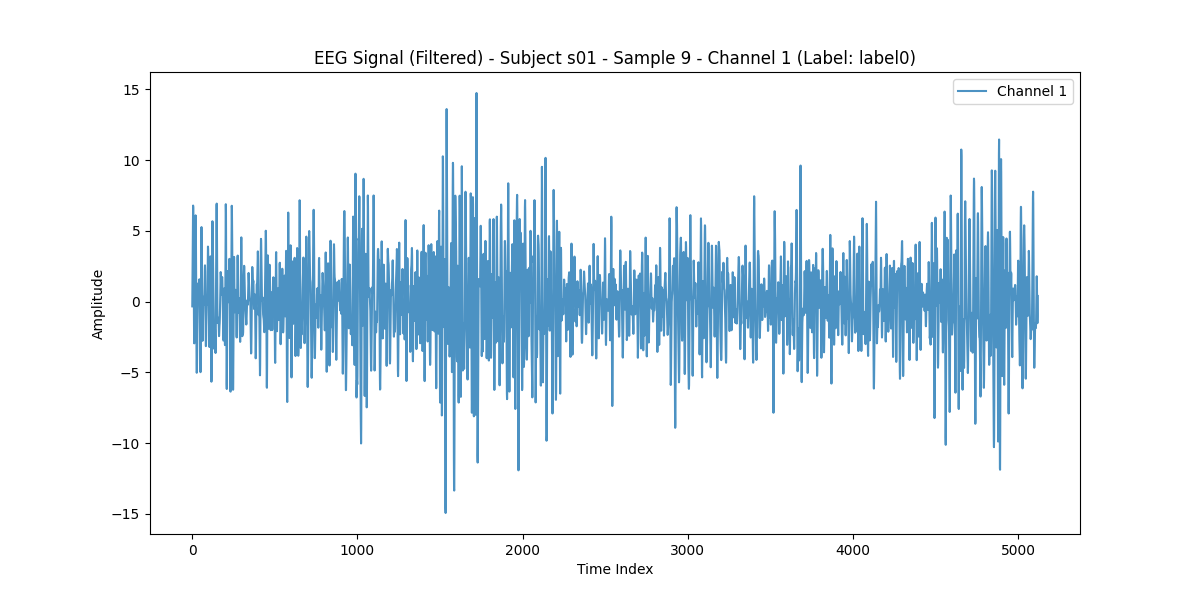 EEG Signal (Filtered) - Subject s01 - Sample 9 - Channel 1 (Label: label0)
Channel 1
15
10
5
0
−5
−10
−15
Amplitude
0 1000 2000 3000 4000 5000
Time Index